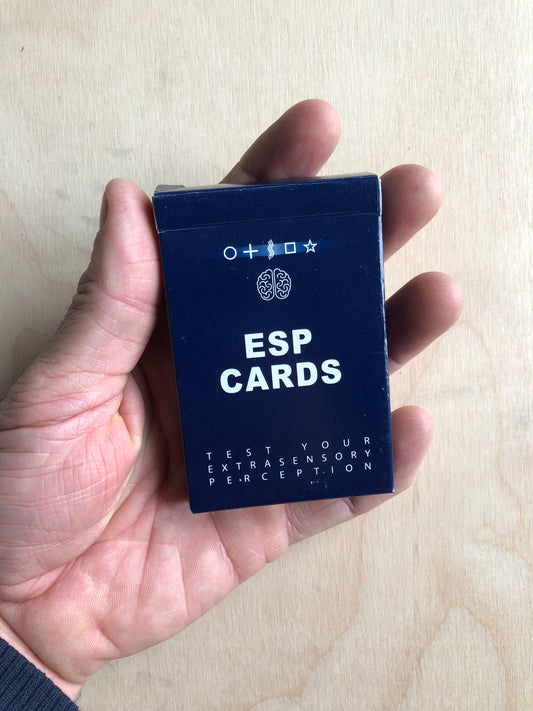 ESP
CARDS
TEST YOUR
EXTRASENSORY
PERCEPTION